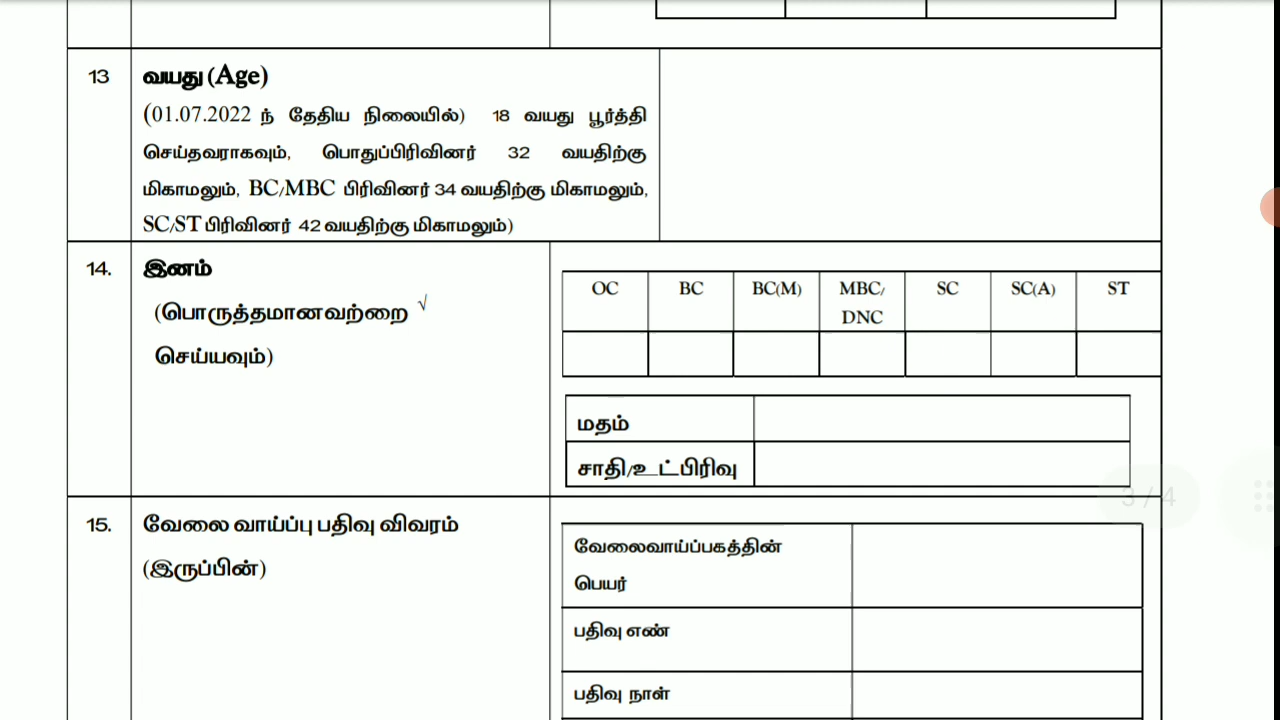 13 வயது (Age)
(01.07.2022 ந் தேதிய நிலையில்) 18 வயது பூர்த்தி
செய்தவராகவும், பொதுப்பிரிவினர் 32 வயதிற்கு
மிகாமலும், BC/MBC பிரிவினர் 34 வயதிற்கு மிகாமலும்,
SC/ST பிரிவினர் 42 வயதிற்கு மிகாமலும்)
14. இனம்
(பொருத்தமானவற்றை √
செய்யவும்)
OC BC BC(M) MBC/ SC SC(A) ST
DNC
மதம்
சாதி/உட்பிரிவு
3 / 4
15. வேலை வாய்ப்பு பதிவு விவரம்
(இருப்பின்)
வேலைவாய்ப்பகத்தின்
பெயர்
பதிவு எண்
பதிவு நாள்